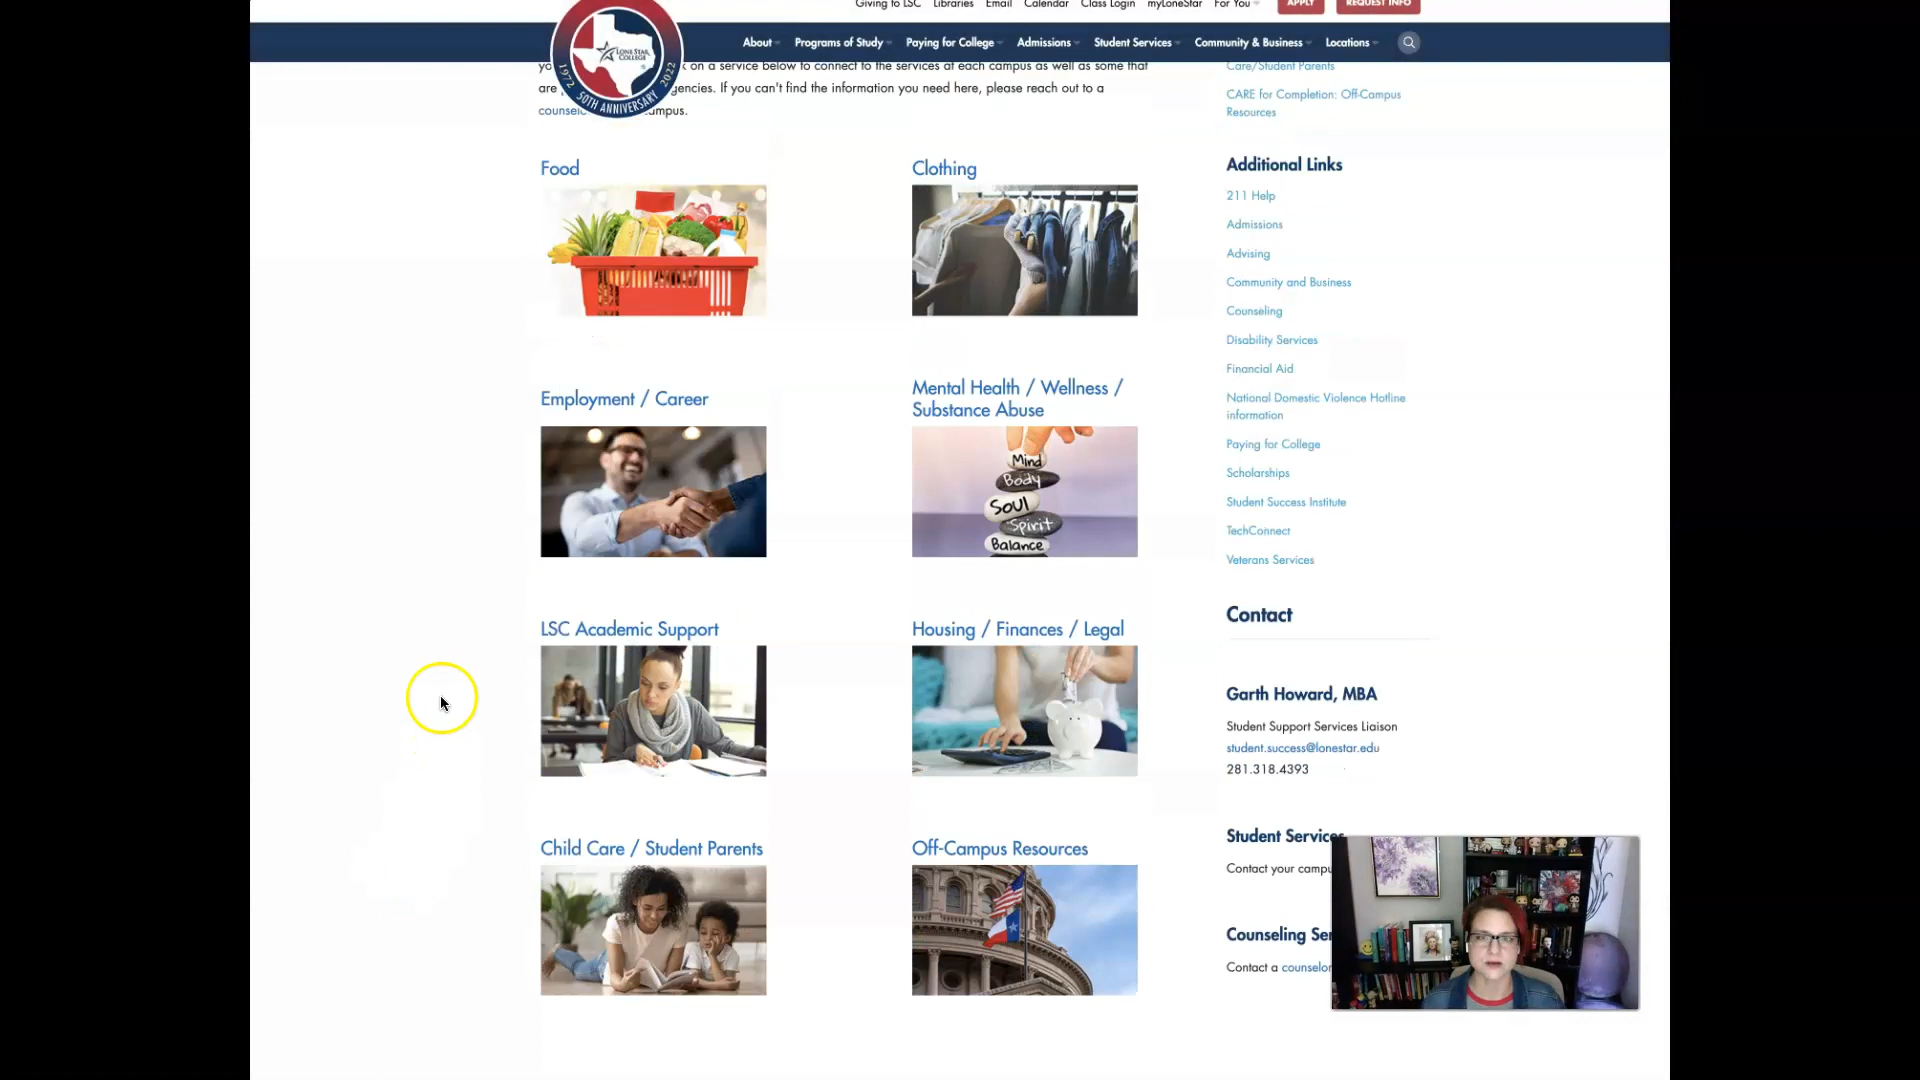 Giving to LSC Libraries Email Calendar Class Login myLoneStar For You APPLY REQUEST INFO
About Programs of Study Paying for College Admissions Student Services Community & Business Locations
LONE STAR
COLLEGE
1972 50TH ANNIVERSARY 2022
on a service below to connect to the services at each campus as well as some that
are
If you can't find the information you need here, please reach out to a
Food
Clothing
Employment / Career
Mental Health / Wellness /
Substance Abuse
Mind
Body
Soul
Spirit
Balance
LSC Academic Support
Housing / Finances / Legal
Child Care / Student Parents
Off-Campus Resources
Care/Student Parents
CARE for Completion: Off-Campus
Resources
Additional Links
211 Help
Admissions
Advising
Community and Business
Counseling
Disability Services
Financial Aid
National Domestic Violence Hotline
information
Paying for College
Scholarships
Student Success Institute
TechConnect
Veterans Services
Contact
Garth Howard, MBA
Student Support Services Liaison
student.success@lonestar.edu
281.318.4393
Student Services
Contact your
Counseling
Contact a counselor